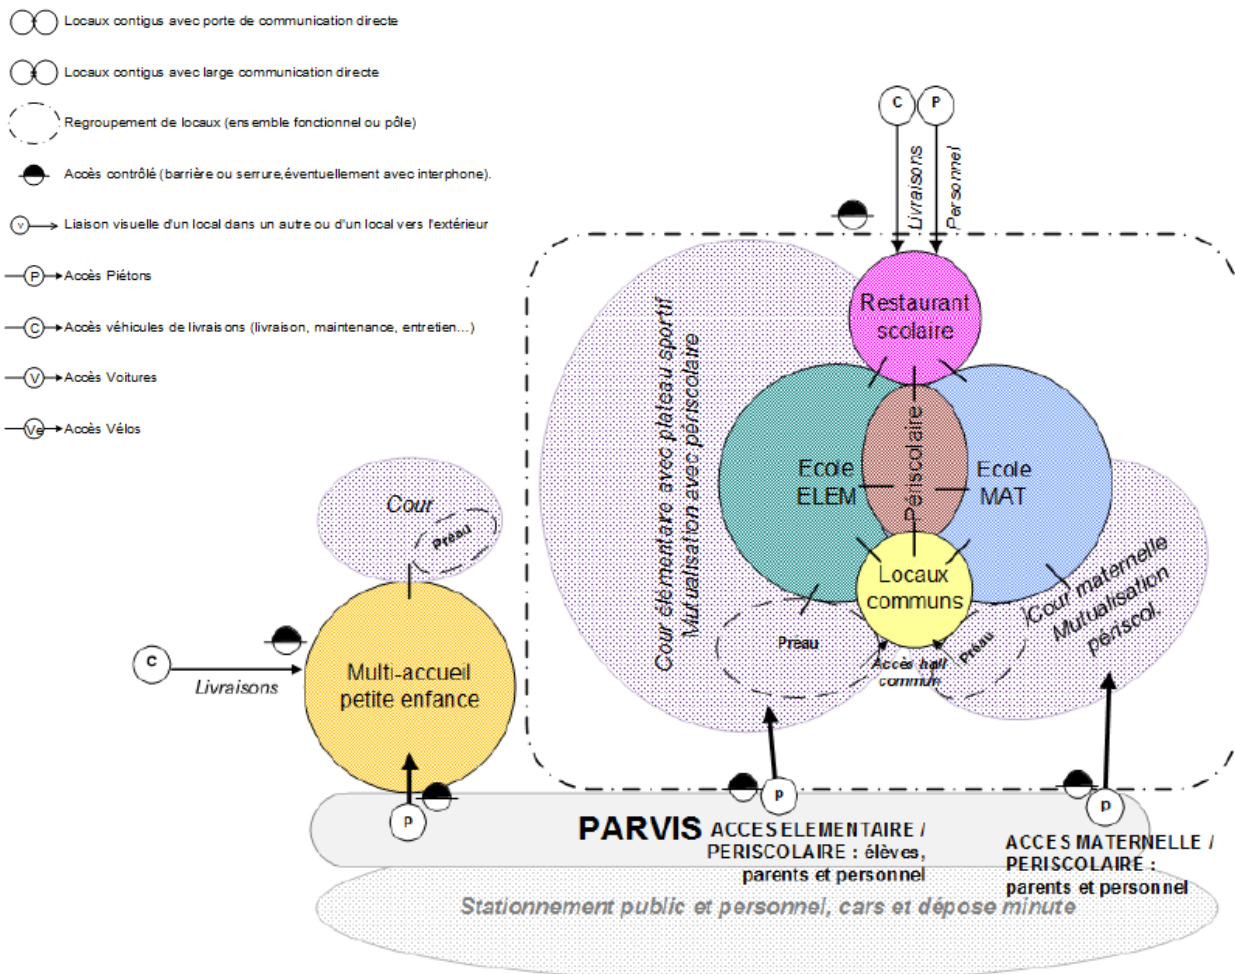 Locaux contigus avec porte de communication directe
Locaux contigus avec large communication directe
Regroupement de locaux (ensemble fonctionnel ou pôle)
Accès contrôlé (barrière ou serrure,éventuellement avec interphone).
V
Liaison visuelle d'un local dans un autre ou d'un local vers l'extérieur
P
Accès Piétons
C
Accès véhicules de livraisons (livraison, maintenance, entretien...)
V
Accès Voitures
Ve
Accès Vélos
C
P
Livraisons
Personnel
Restaurant
scolaire
Cour élémentaire avec plateau sportif
Mutualisation avec périscolaire
Ecole
ELEM
Périscolaire
Ecole
MAT
Locaux
communs
Cour maternelle
Mutualisation
périscol.
Preau
Préau
Accès hall
commun
Cour
Préau
C
Livraisons
Multi-accueil
petite enfance
P
p
p
PARVIS
ACCES ELEMENTAIRE /
PERISCOLAIRE : élèves,
parents et personnel
ACCES MATERNELLE /
PERISCOLAIRE :
parents et personnel
Stationnement public et personnel, cars et dépose minute